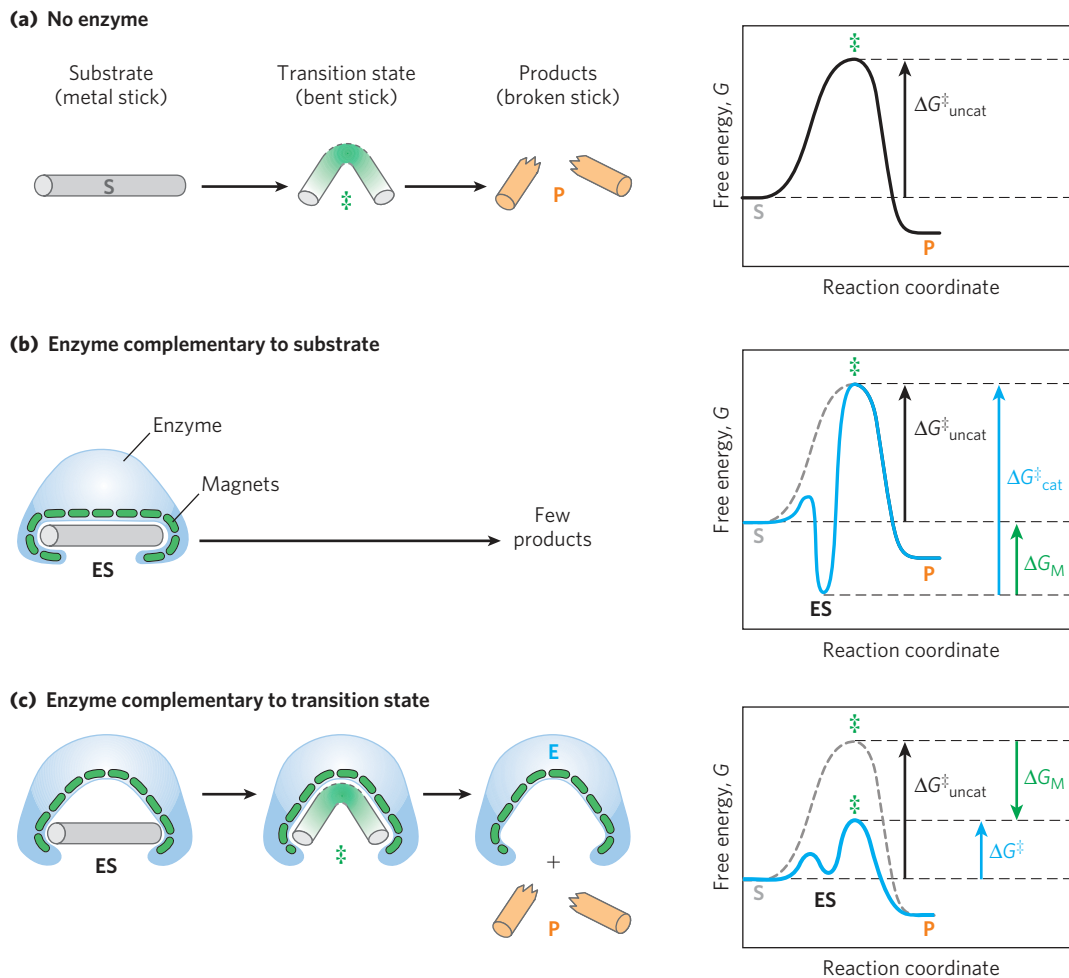 (a) No enzyme
Substrate
(metal stick)
Transition state
(bent stick)
Products
(broken stick)
S
‡
P
‡
ΔG‡uncat
Free energy, G
S
P
Reaction coordinate
(b) Enzyme complementary to substrate
Enzyme
Magnets
ES
Few
products
‡
ΔG‡uncat
ΔG‡cat
ΔGM
Free energy, G
S
ES
P
Reaction coordinate
(c) Enzyme complementary to transition state
ES
‡
E
+
P
‡
ΔG‡uncat
ΔGM
‡
ΔG‡
Free energy, G
S
ES
P
Reaction coordinate